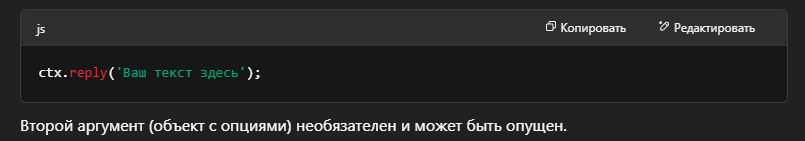 js Копировать Редактировать
ctx.reply('Ваш текст здесь');
Второй аргумент (объект с опциями) необязателен и может быть опущен.